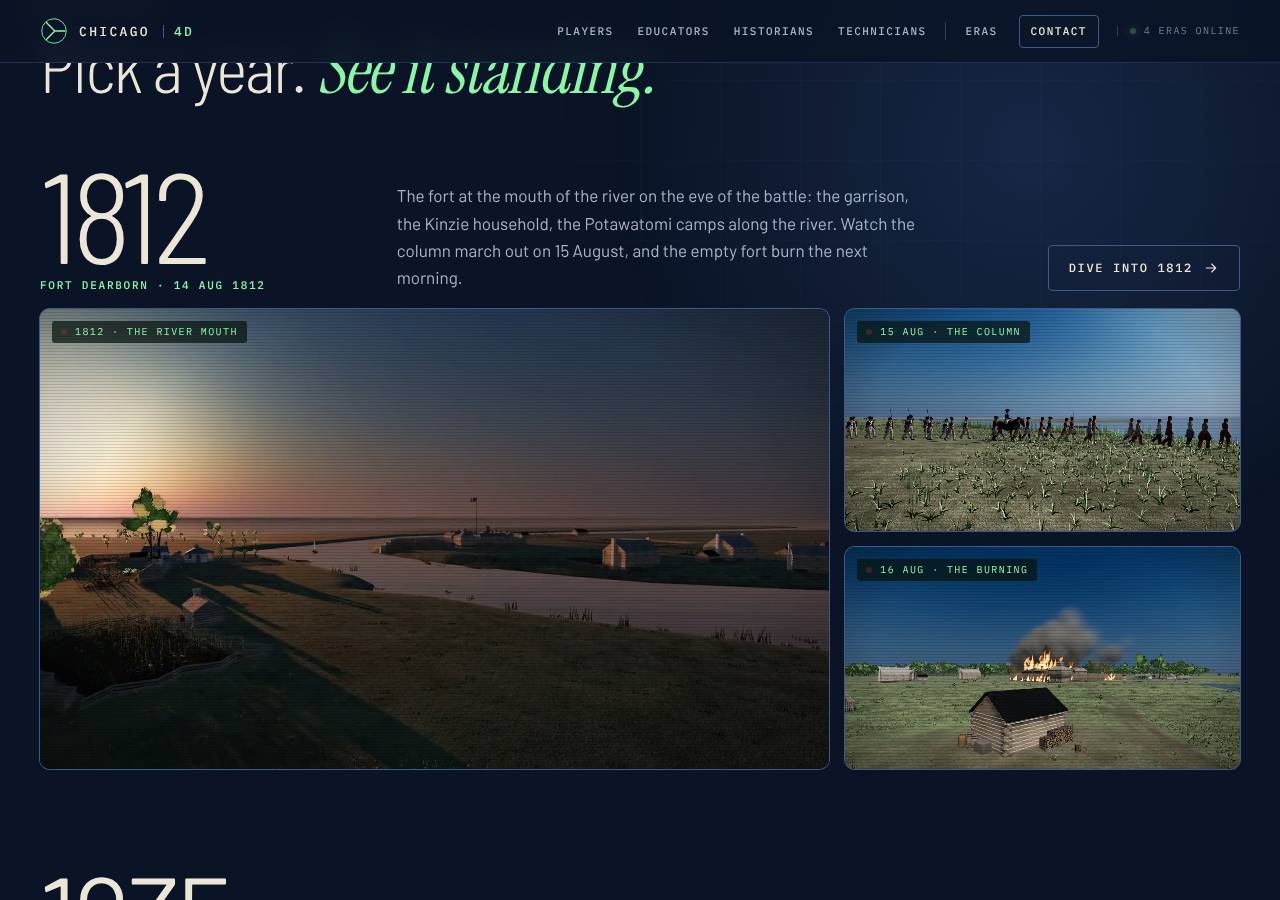 CHICAGO | 4D
PLAYERS EDUCATORS HISTORIANS TECHNICIANS ERAS CONTACT 4 ERAS ONLINE
Pick a year. See it standing.
1812
FORT DEARBORN · 14 AUG 1812
The fort at the mouth of the river on the eve of the battle: the garrison,
the Kinzie household, the Potawatomi camps along the river. Watch the
column march out on 15 August, and the empty fort burn the next
morning.
DIVE INTO 1812 →
1812 · THE RIVER MOUTH
15 AUG · THE COLUMN
16 AUG · THE BURNING